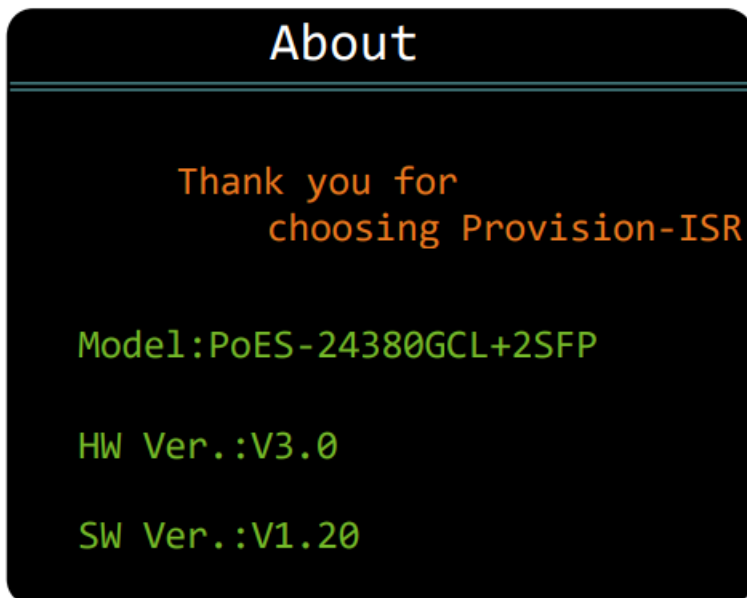 About
Thank you for
choosing Provision-ISR
Model:PoES-24380GCL+2SFP
HW Ver.:V3.0
SW Ver.:V1.20